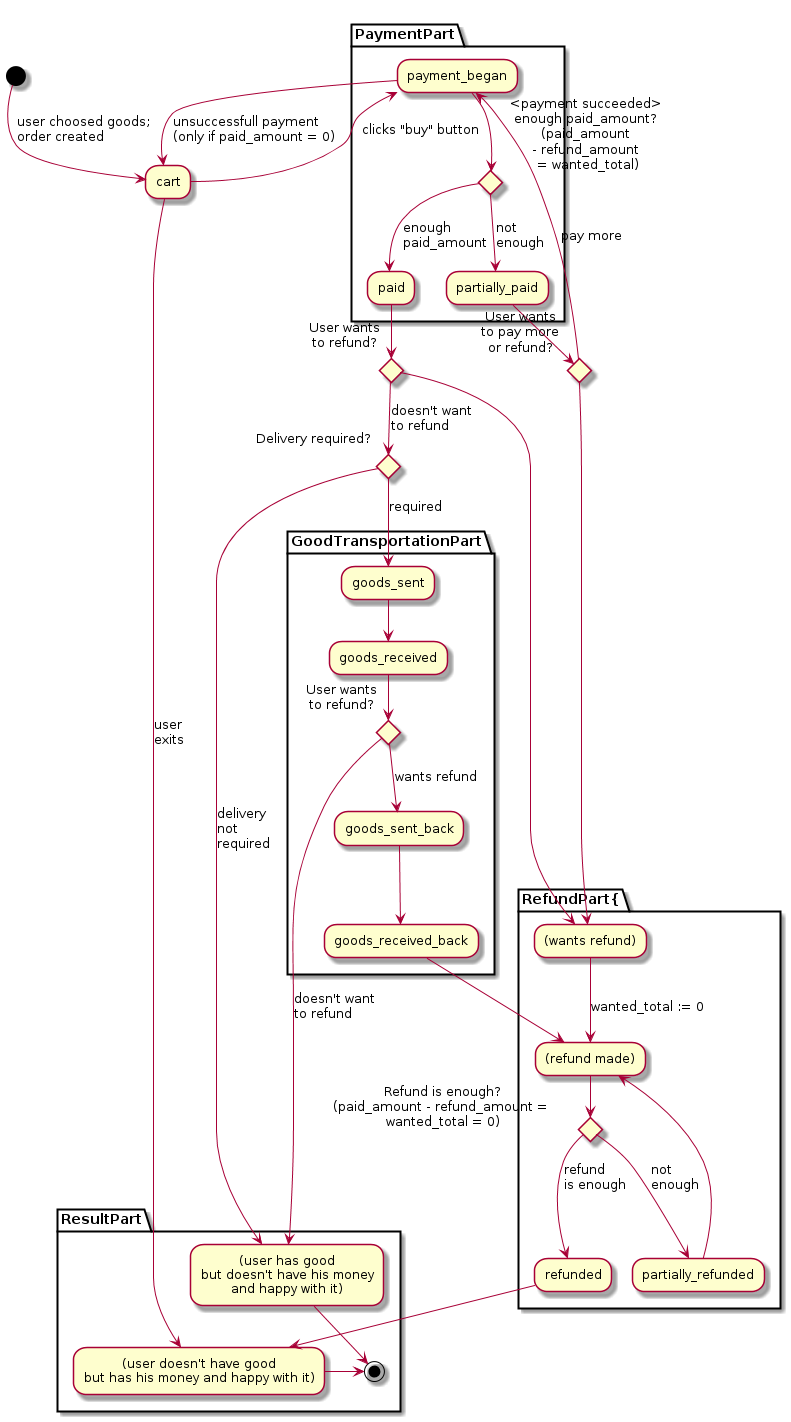 PaymentPart
payment_began
<payment succeeded>
enough paid_amount?
(paid_amount
- refund_amount
= wanted_total)
user choosed goods;
order created
unsuccessfull payment
(only if paid_amount = 0)
clicks "buy" button
cart
enough
paid_amount
not
enough
pay more
paid
partially_paid
User wants
to refund?
User wants
to pay more
or refund?
doesn't want
to refund
Delivery required?
required
GoodTransportationPart
goods_sent
goods_received
User wants
to refund?
user
exits
wants refund
delivery
not
required
goods_sent_back
RefundPart{
goods_received_back
(wants refund)
doesn't want
to refund
wanted_total := 0
(refund made)
Refund is enough?
(paid_amount - refund_amount =
wanted_total = 0)
refund
is enough
not
enough
ResultPart
(user has good
but doesn't have his money
and happy with it)
refunded
partially_refunded
(user doesn't have good
but has his money and happy with it)